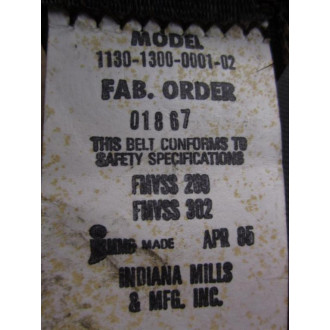 MODEL
1130-1300-0001-02
FAB. ORDER
01867
THIS BELT CONFORMS TO
SAFETY SPECIFICATIONS
FMVSS 209
FMVSS 302
MADE APR 85
INDIANA MILLS
& MFG. INC.